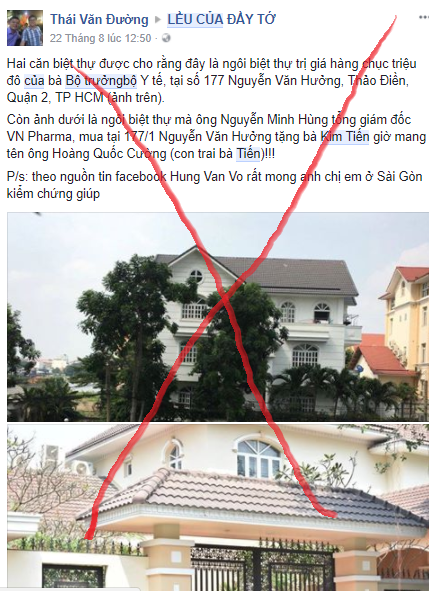 Thái Văn Đường ▸ LỀU CỦA ĐẦY TỚ
22 Tháng 8 lúc 12:50 ·
Hai căn biệt thự được cho rằng đây là ngôi biệt thự trị giá hàng chục triệu
đô của bà Bộ trưởngbộ Y tế, tại số 177 Nguyễn Văn Hưởng, Thảo Điền,
Quận 2, TP HCM (ảnh trên).
Còn ảnh dưới là ngôi biệt thự mà ông Nguyễn Minh Hùng tổng giám đốc
VN Pharma, mua tại 177/1 Nguyễn Văn Hưởng tặng bà Kim Tiến giờ mang
tên ông Hoàng Quốc Cường (con trai bà Tiến)!!!
P/s: theo nguồn tin facebook Hung Van Vo rất mong anh chị em ở Sài Gòn
kiểm chứng giúp